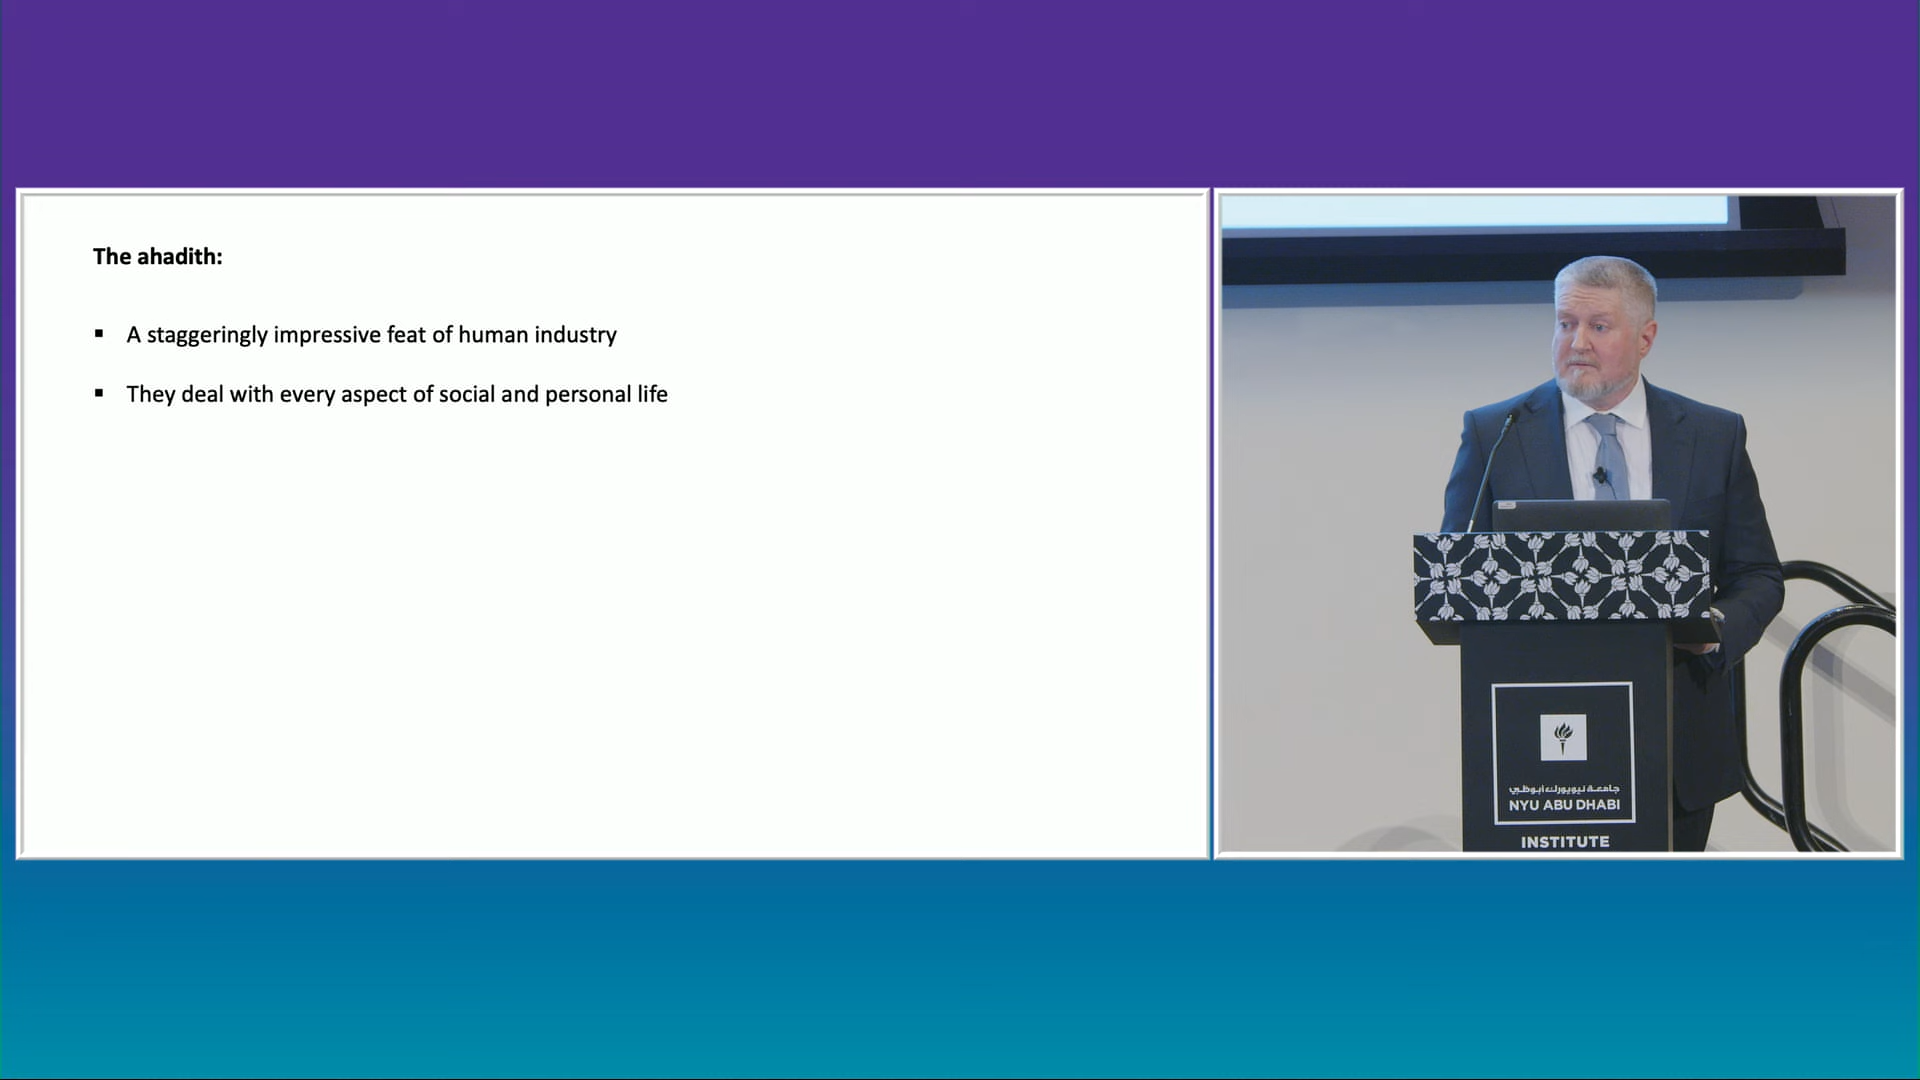 The ahadith:
▪ A staggeringly impressive feat of human industry
▪ They deal with every aspect of social and personal life
جامعة نيويورك أبوظبي
NYU ABU DHABI
INSTITUTE